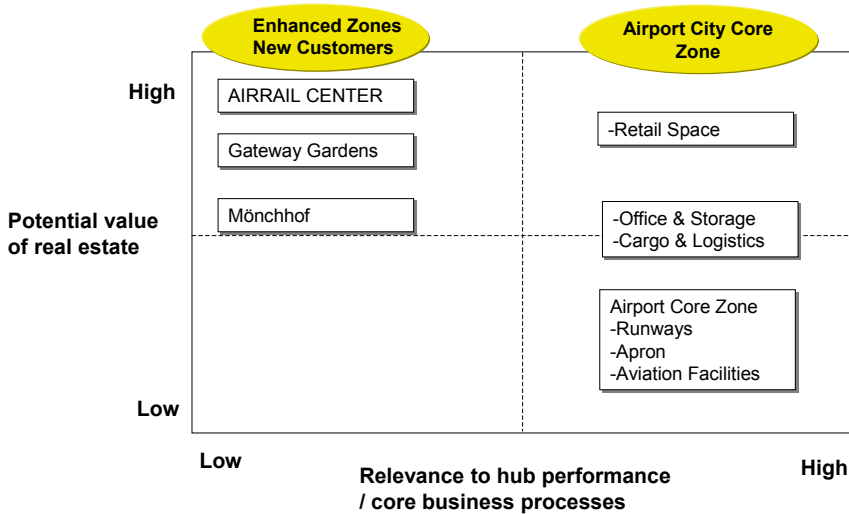 Enhanced Zones
New Customers
Airport City Core
Zone
High
AIRRAIL CENTER
-Retail Space
Gateway Gardens
Mönchhof
Potential value
of real estate
-Office & Storage
-Cargo & Logistics
Airport Core Zone
-Runways
-Apron
-Aviation Facilities
Low
Low
High
Relevance to hub performance
/ core business processes